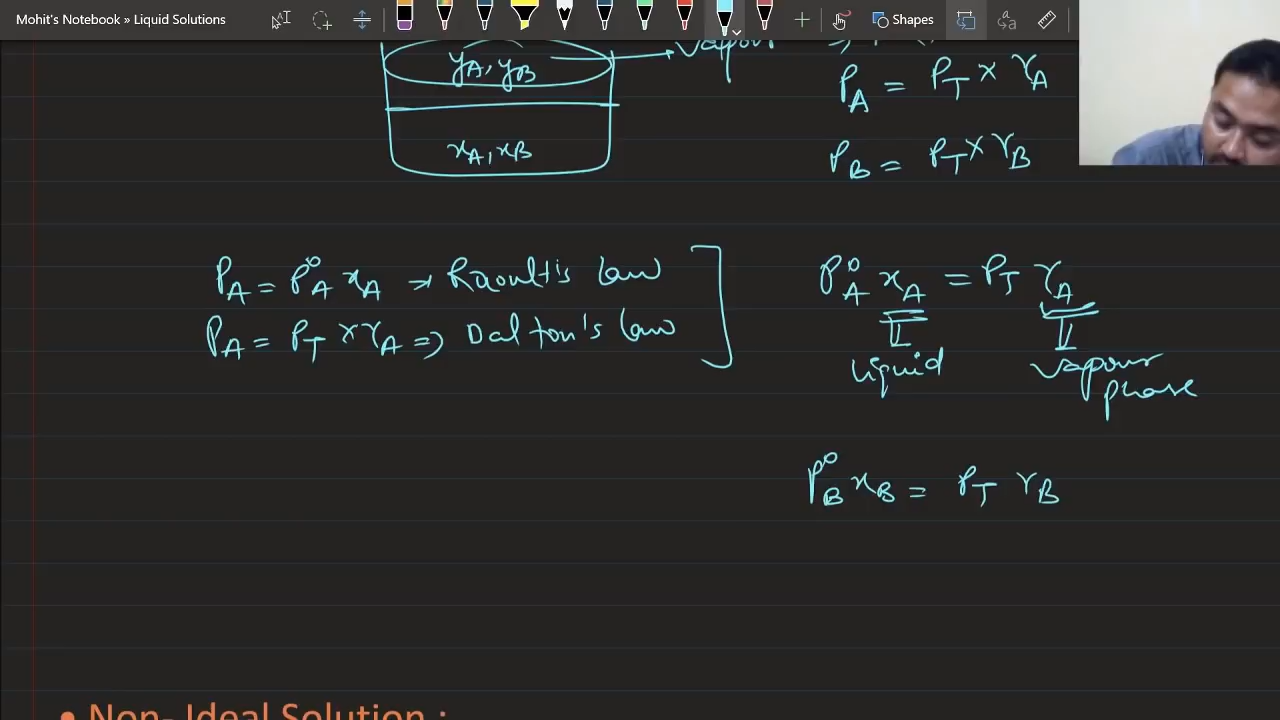 Mohit's Notebook » Liquid Solutions
Shapes
yA, yB
vapour
xA, xB
PA = PT × YA
PB = PT × YB
PA = P°A xA → Raoult's law
PA = PT × YA ⇒ Dalton's law
P°A xA = PT YA
liquid
vapour
phase
P°B xB = PT YB
• Non- Ideal Solution :